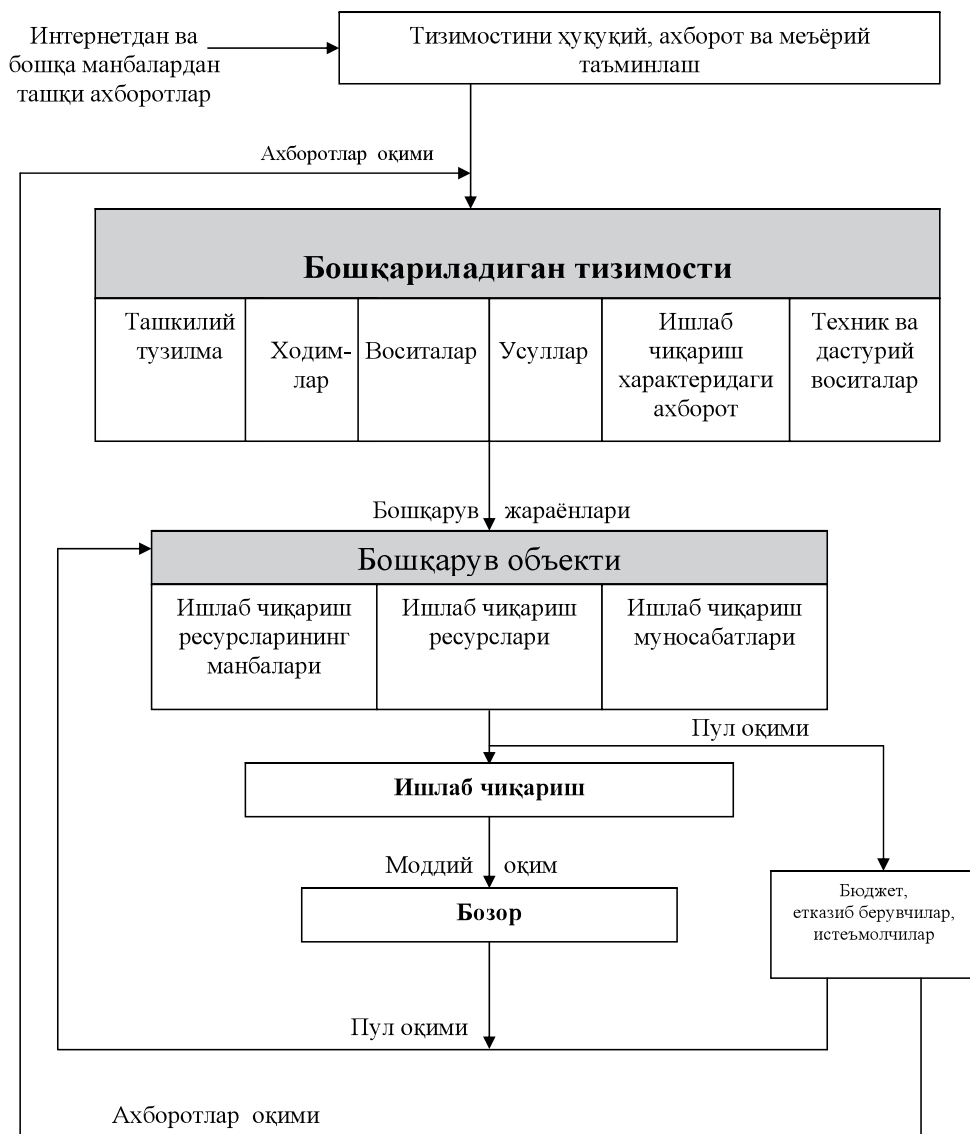 Интернетдан ва
бошқа манбалардан
ташқи ахборотлар
Тизимостини ҳуқуқий, ахборот ва меъёрий
таъминлаш
Ахборотлар оқими
Бошқариладиган тизимости
Ташкилий
тузилма
Ходим-
лар
Воситалар
Усуллар
Ишлаб
чиқариш
характеридаги
ахборот
Техник ва
дастурий
воситалар
Бошқарув жараёнлари
Бошқарув объекти
Ишлаб чиқариш
ресурсларининг
манбалари
Ишлаб чиқариш
ресурслари
Ишлаб чиқариш
муносабатлари
Пул оқими
Ишлаб чиқариш
Моддий оқим
Бозор
Бюджет,
етказиб берувчилар,
истеъмолчилар
Пул оқими
Ахборотлар оқими